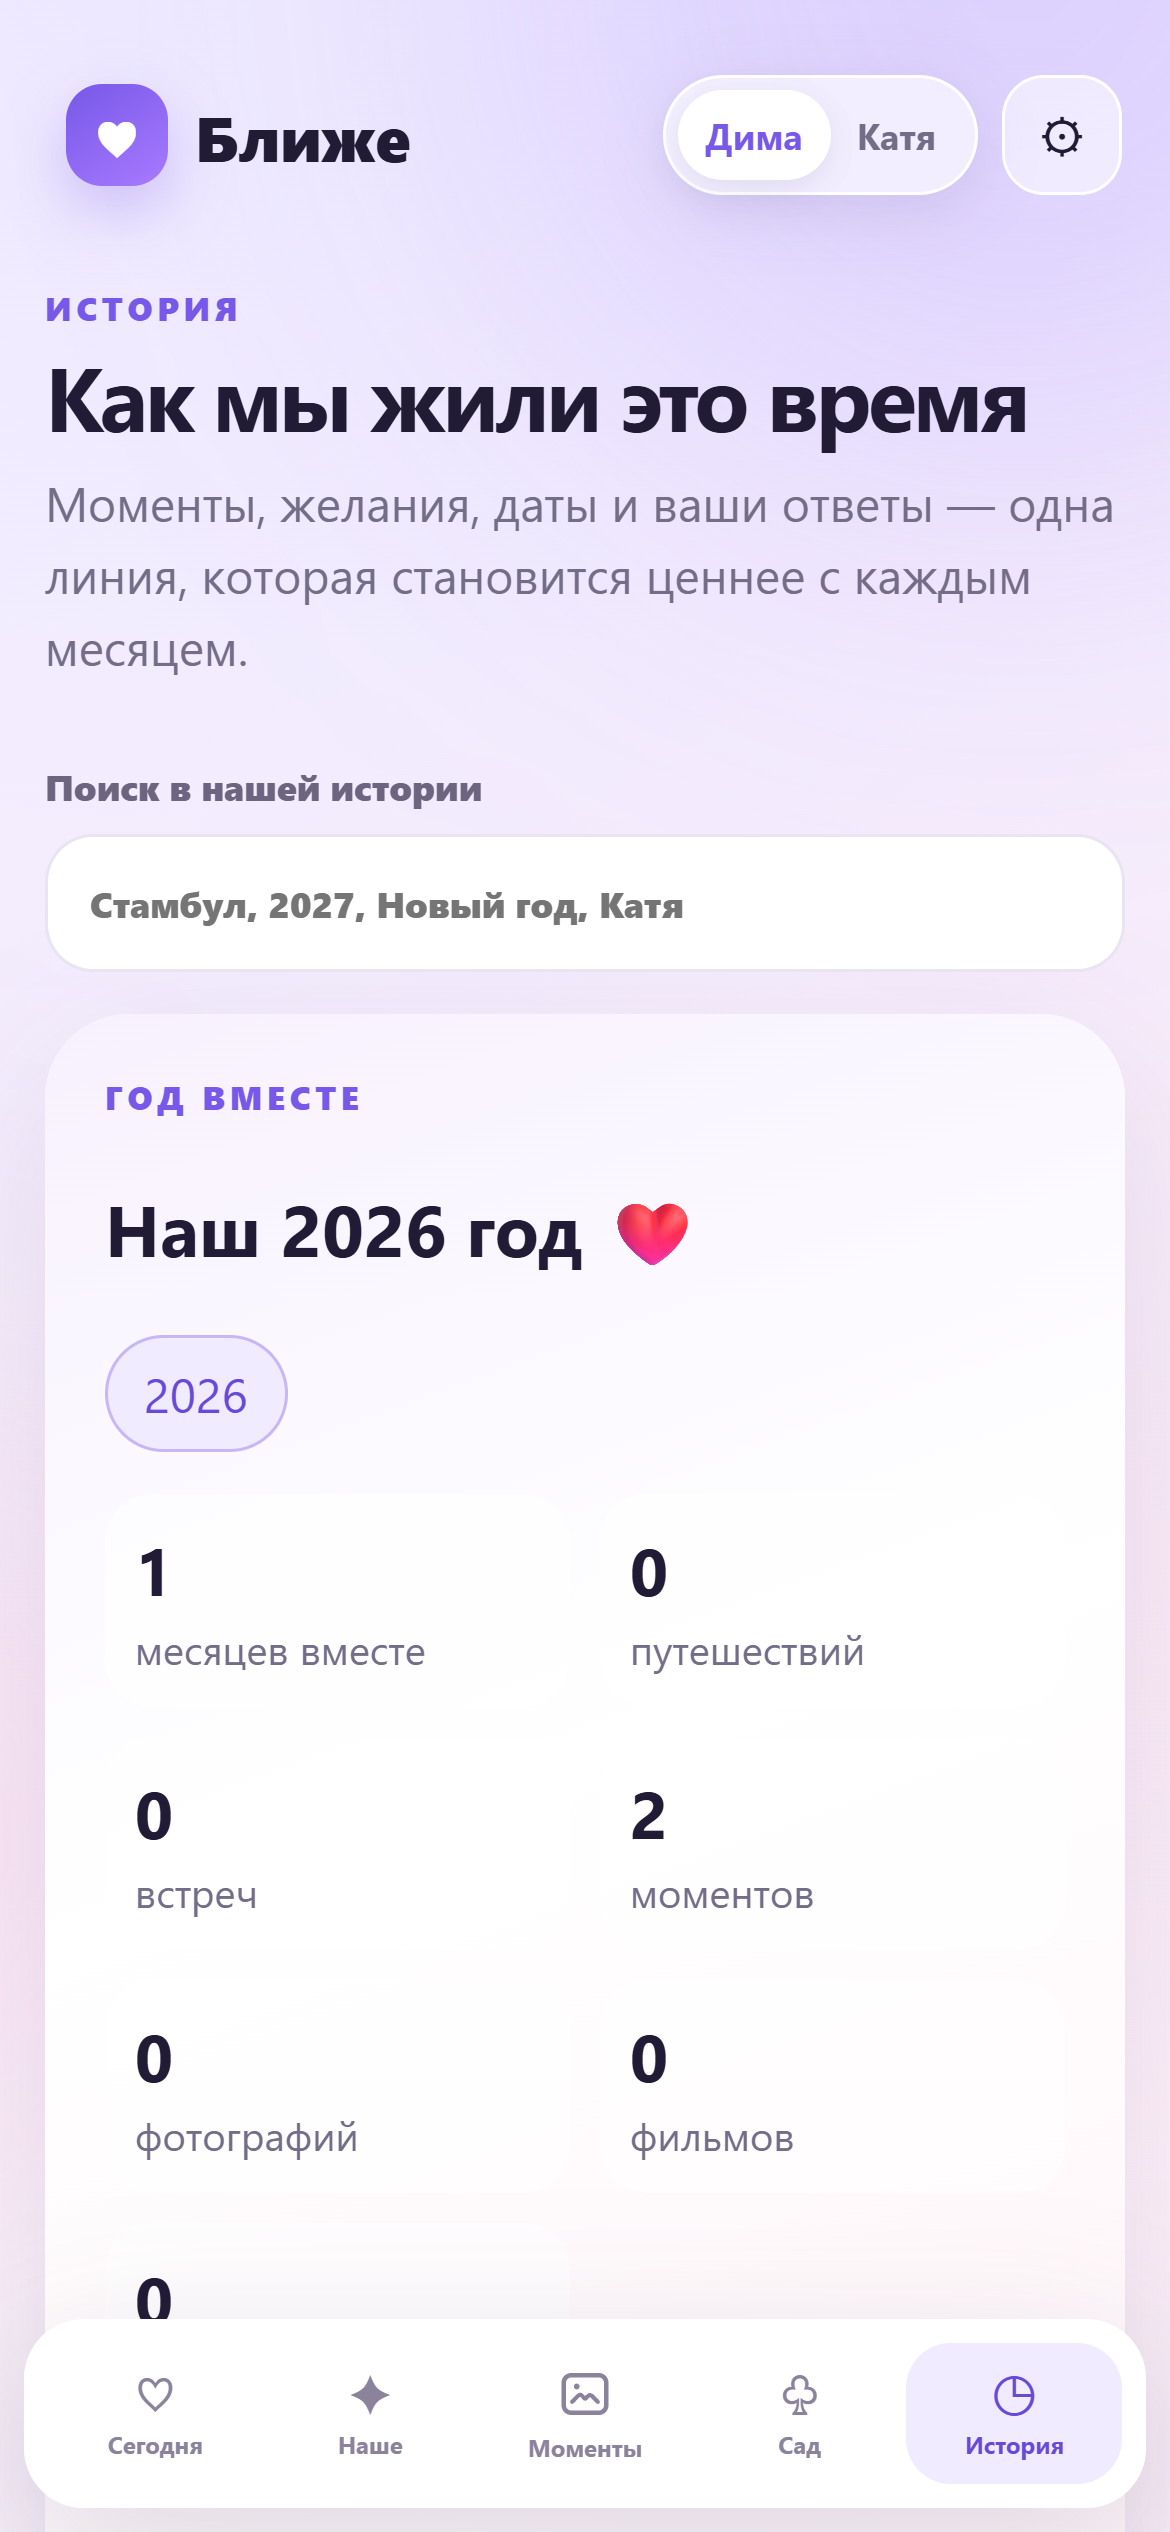 Ближе
Дима
Катя
ИСТОРИЯ
Как мы жили это время
Моменты, желания, даты и ваши ответы — одна
линия, которая становится ценнее с каждым
месяцем.
Поиск в нашей истории
Стамбул, 2027, Новый год, Катя
ГОД ВМЕСТЕ
Наш 2026 год
2026
1
месяцев вместе
0
путешествий
0
встреч
2
моментов
0
фотографий
0
фильмов
0
Сегодня
Наше
Моменты
Сад
История